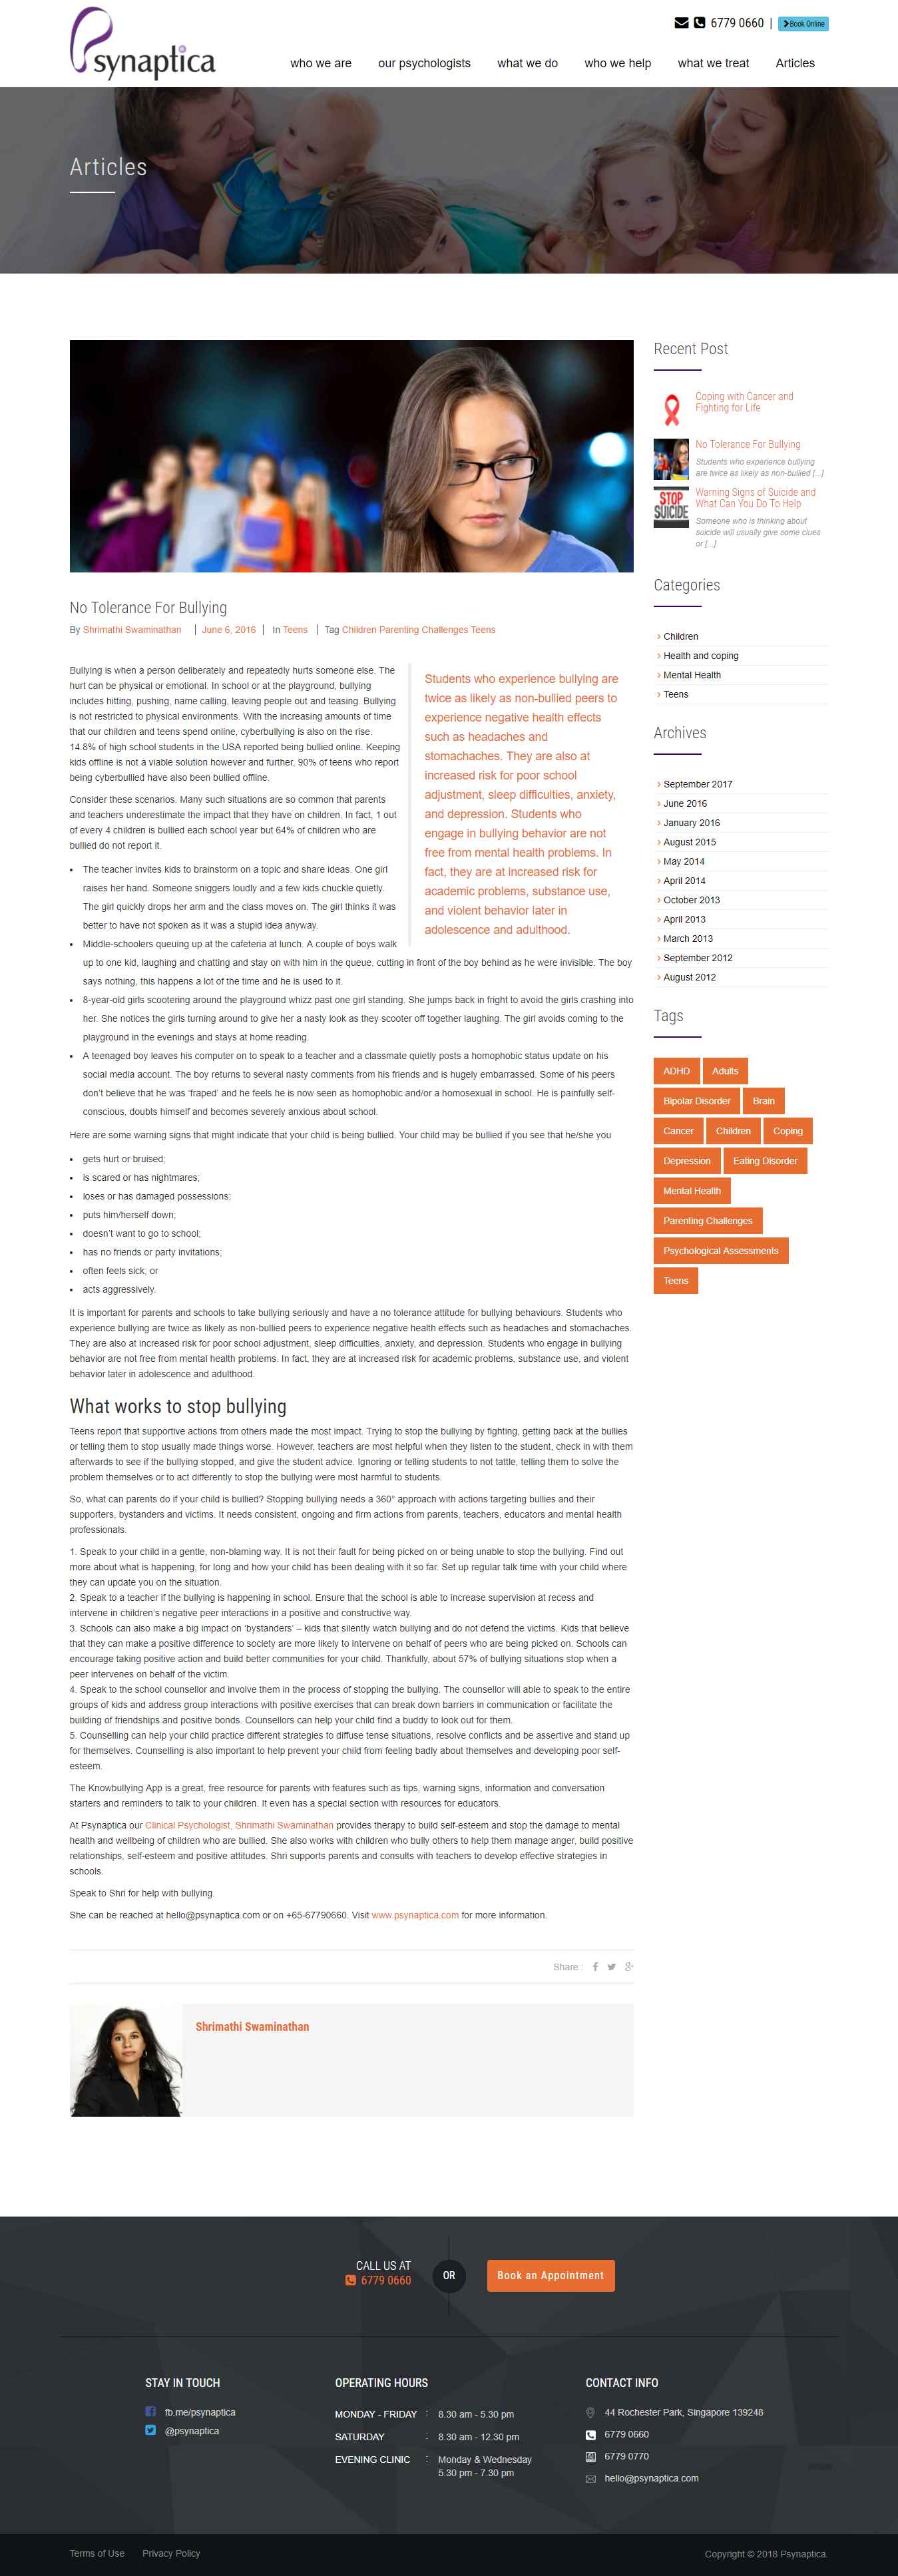 Psynaptica
6779 0660 | Book Online
who we are our psychologists what we do who we help what we treat Articles
Articles
No Tolerance For Bullying
By Shrimathi Swaminathan | June 6, 2016 | In Teens | Tag Children Parenting Challenges Teens
Bullying is when a person deliberately and repeatedly hurts someone else. The
hurt can be physical or emotional. In school or at the playground, bullying
includes hitting, pushing, name calling, leaving people out and teasing. Bullying
is not restricted to physical environments. With the increasing amounts of time
that our children and teens spend online, cyberbullying is also on the rise.
14.8% of high school students in the USA reported being bullied online. Keeping
kids offline is not a viable solution however and further, 90% of teens who report
being cyberbullied have also been bullied offline.
Students who experience bullying are
twice as likely as non-bullied peers to
experience negative health effects
such as headaches and
stomachaches. They are also at
increased risk for poor school
adjustment, sleep difficulties, anxiety,
and depression. Students who
engage in bullying behavior are not
free from mental health problems. In
fact, they are at increased risk for
academic problems, substance use,
and violent behavior later in
adolescence and adulthood.
Consider these scenarios. Many such situations are so common that parents
and teachers underestimate the impact that they have on children. In fact, 1 out
of every 4 children is bullied each school year but 64% of children who are
bullied do not report it.
▪ The teacher invites kids to brainstorm on a topic and share ideas. One girl
raises her hand. Someone sniggers loudly and a few kids chuckle quietly.
The girl quickly drops her arm and the class moves on. The girl thinks it was
better to have not spoken as it was a stupid idea anyway.
▪ Middle-schoolers queuing up at the cafeteria at lunch. A couple of boys walk
up to one kid, laughing and chatting and stay on with him in the queue, cutting in front of the boy behind as he were invisible. The boy
says nothing, this happens a lot of the time and he is used to it.
▪ 8-year-old girls scootering around the playground whizz past one girl standing. She jumps back in fright to avoid the girls crashing into
her. She notices the girls turning around to give her a nasty look as they scooter off together laughing. The girl avoids coming to the
playground in the evenings and stays at home reading.
▪ A teenaged boy leaves his computer on to speak to a teacher and a classmate quietly posts a homophobic status update on his
social media account. The boy returns to several nasty comments from his friends and is hugely embarrassed. Some of his peers
don't believe that he was 'fraped' and he feels he is now seen as homophobic and/or a homosexual in school. He is painfully self-
conscious, doubts himself and becomes severely anxious about school.
Here are some warning signs that might indicate that your child is being bullied. Your child may be bullied if you see that he/she you
▪ gets hurt or bruised;
▪ is scared or has nightmares;
▪ loses or has damaged possessions;
▪ puts him/herself down;
▪ doesn't want to go to school;
▪ has no friends or party invitations;
▪ often feels sick; or
▪ acts aggressively.
It is important for parents and schools to take bullying seriously and have a no tolerance attitude for bullying behaviours. Students who
experience bullying are twice as likely as non-bullied peers to experience negative health effects such as headaches and stomachaches.
They are also at increased risk for poor school adjustment, sleep difficulties, anxiety, and depression. Students who engage in bullying
behavior are not free from mental health problems. In fact, they are at increased risk for academic problems, substance use, and violent
behavior later in adolescence and adulthood.
What works to stop bullying
Teens report that supportive actions from others made the most impact. Trying to stop the bullying by fighting, getting back at the bullies
or telling them to stop usually made things worse. However, teachers are most helpful when they listen to the student, check in with them
afterwards to see if the bullying stopped, and give the student advice. Ignoring or telling students to not tattle, telling them to solve the
problem themselves or to act differently to stop the bullying were most harmful to students.
So, what can parents do if your child is bullied? Stopping bullying needs a 360° approach with actions targeting bullies and their
supporters, bystanders and victims. It needs consistent, ongoing and firm actions from parents, teachers, educators and mental health
professionals.
1. Speak to your child in a gentle, non-blaming way. It is not their fault for being picked on or being unable to stop the bullying. Find out
more about what is happening, for long and how your child has been dealing with it so far. Set up regular talk time with your child where
they can update you on the situation.
2. Speak to a teacher if the bullying is happening in school. Ensure that the school is able to increase supervision at recess and
intervene in children's negative peer interactions in a positive and constructive way.
3. Schools can also make a big impact on 'bystanders' – kids that silently watch bullying and do not defend the victims. Kids that believe
that they can make a positive difference to society are more likely to intervene on behalf of peers who are being picked on. Schools can
encourage taking positive action and build better communities for your child. Thankfully, about 57% of bullying situations stop when a
peer intervenes on behalf of the victim.
4. Speak to the school counsellor and involve them in the process of stopping the bullying. The counsellor will able to speak to the entire
groups of kids and address group interactions with positive exercises that can break down barriers in communication or facilitate the
building of friendships and positive bonds. Counsellors can help your child find a buddy to look out for them.
5. Counselling can help your child practice different strategies to diffuse tense situations, resolve conflicts and be assertive and stand up
for themselves. Counselling is also important to help prevent your child from feeling badly about themselves and developing poor self-
esteem.
The Knowbullying App is a great, free resource for parents with features such as tips, warning signs, information and conversation
starters and reminders to talk to your children. It even has a special section with resources for educators.
At Psynaptica our Clinical Psychologist, Shrimathi Swaminathan provides therapy to build self-esteem and stop the damage to mental
health and wellbeing of children who are bullied. She also works with children who bully others to help them manage anger, build positive
relationships, self-esteem and positive attitudes. Shri supports parents and consults with teachers to develop effective strategies in
schools.
Speak to Shri for help with bullying.
She can be reached at hello@psynaptica.com or on +65-67790660. Visit www.psynaptica.com for more information.
Share :
Shrimathi Swaminathan
Recent Post
Coping with Cancer and
Fighting for Life
No Tolerance For Bullying
Students who experience bullying
are twice as likely as non-bullied [...]
STOP
SUICIDE
Warning Signs of Suicide and
What Can You Do To Help
Someone who is thinking about
suicide will usually give some clues
or [...]
Categories
Children
Health and coping
Mental Health
Teens
Archives
September 2017
June 2016
January 2016
August 2015
May 2014
April 2014
October 2013
April 2013
March 2013
September 2012
August 2012
Tags
ADHD Adults
Bipolar Disorder Brain
Cancer Children Coping
Depression Eating Disorder
Mental Health
Parenting Challenges
Psychological Assessments
Teens
CALL US AT
6779 0660
OR
Book an Appointment
STAY IN TOUCH
fb.me/psynaptica
@psynaptica
OPERATING HOURS
MONDAY - FRIDAY : 8.30 am - 5.30 pm
SATURDAY : 8.30 am - 12.30 pm
EVENING CLINIC : Monday & Wednesday
5.30 pm - 7.30 pm
CONTACT INFO
44 Rochester Park, Singapore 139248
6779 0660
6779 0770
hello@psynaptica.com
Terms of Use Privacy Policy
Copyright © 2018 Psynaptica.